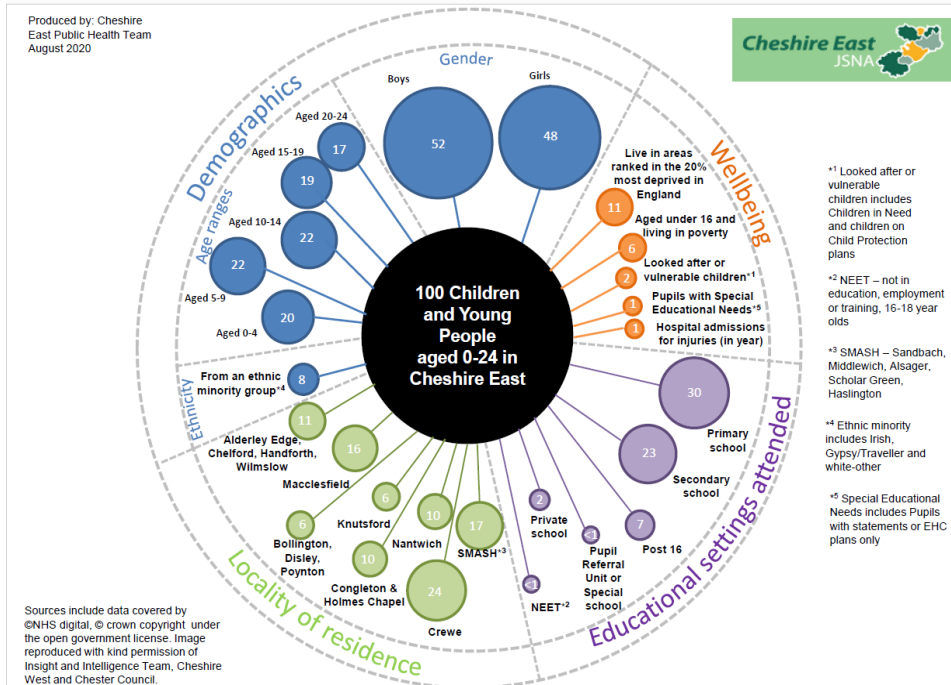 Produced by: Cheshire
East Public Health Team
August 2020
Cheshire East
JSNA
Demographics
Gender
Boys
52
Girls
48
Age ranges
Aged 20-24
17
Aged 15-19
19
Aged 10-14
22
22
Aged 5-9
20
Aged 0-4
Ethnicity
From an ethnic
minority group*4
8
100 Children
and Young
People
aged 0-24 in
Cheshire East
Wellbeing
Live in areas
ranked in the 20%
most deprived in
England
11
Aged under 16 and
living in poverty
6
Looked after or
vulnerable children*1
2
Pupils with Special
Educational Needs*5
1
Hospital admissions
for injuries (in year)
1
Educational settings attended
30
Primary
school
23
Secondary
school
7
Post 16
<1
Pupil
Referral
Unit or
Special
school
2
Private
school
<1
NEET*2
Locality of residence
11
Alderley Edge,
Chelford, Handforth,
Wilmslow
16
Macclesfield
6
Bollington,
Disley,
Poynton
6
Knutsford
10
Congleton &
Holmes Chapel
10
Nantwich
24
Crewe
17
SMASH*3
*1 Looked after or
vulnerable
children includes
Children in Need
and children on
Child Protection
plans
*2 NEET – not in
education, employment
or training, 16-18 year
olds
*3 SMASH – Sandbach,
Middlewich, Alsager,
Scholar Green,
Haslington
*4 Ethnic minority
includes Irish,
Gypsy/Traveller and
white-other
*5 Special Educational
Needs includes Pupils
with statements or EHC
plans only
Sources include data covered by
©NHS digital, © crown copyright under
the open government license. Image
reproduced with kind permission of
Insight and Intelligence Team, Cheshire
West and Chester Council.